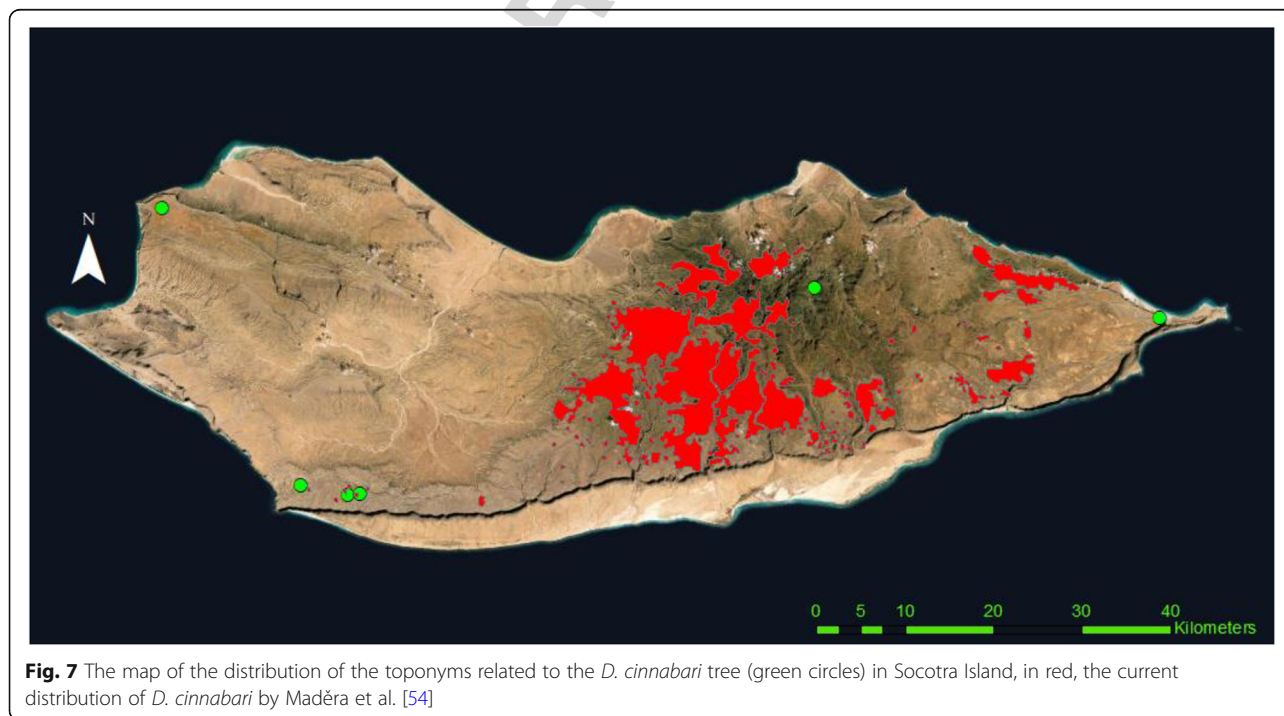 N
0 5 10 20 30 40
Kilometers
Fig. 7 The map of the distribution of the toponyms related to the D. cinnabari tree (green circles) in Socotra Island, in red, the current
distribution of D. cinnabari by Maděra et al. [54]